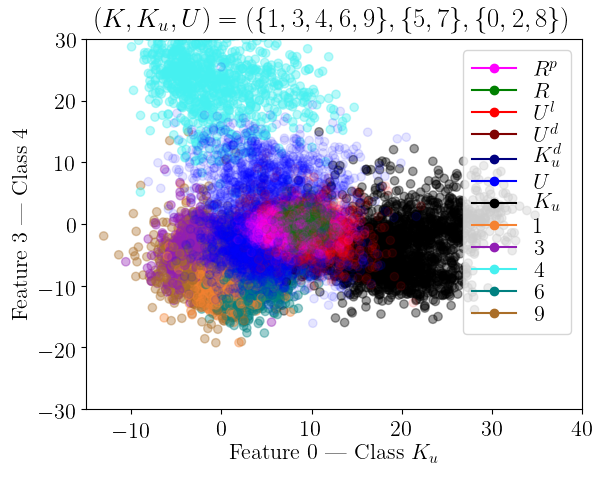 (K, K_u, U) = ({1, 3, 4, 6, 9}, {5, 7}, {0, 2, 8})
30
20
10
0
−10
−20
−30
Feature 3 — Class 4
−10
0
10
20
30
40
Feature 0 — Class K_u
R^p
R
U^l
U^d
K_u^d
U
K_u
1
3
4
6
9